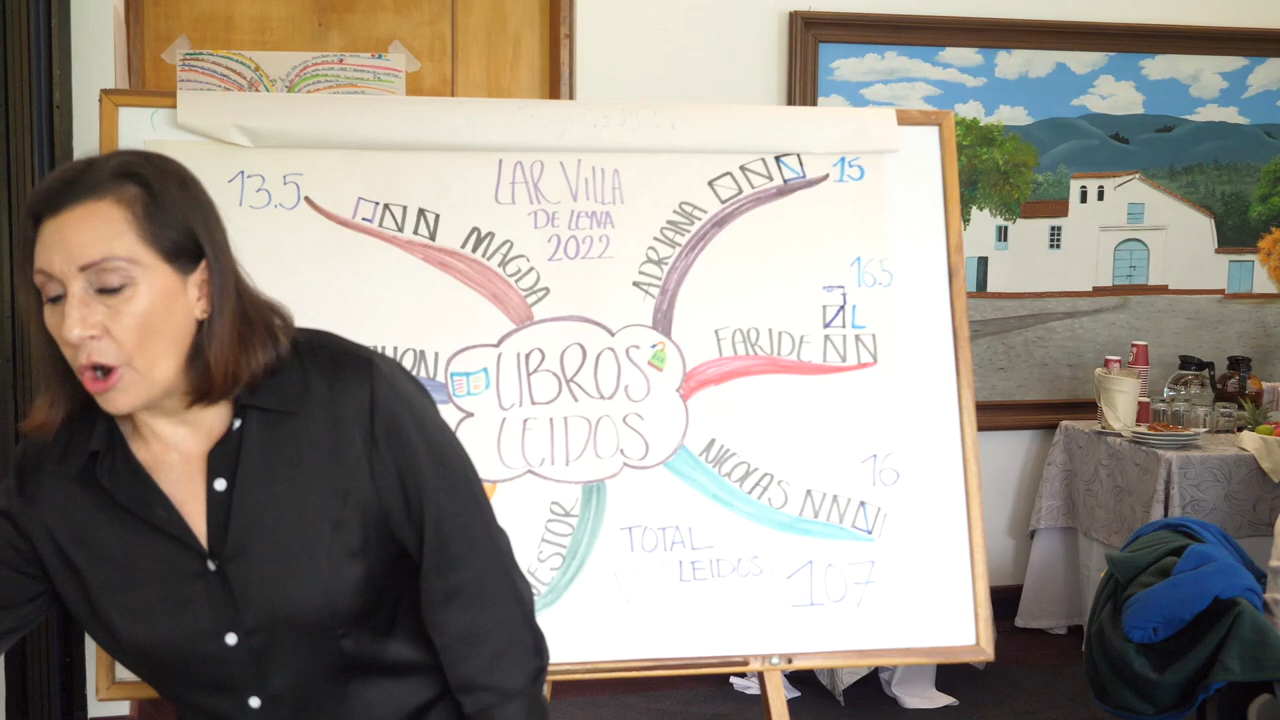 LAR VILLA
DE LEYVA
2022
13.5
MAGDA
ADRIANA
15
16.5
L
FARIDE
LIBROS
LEIDOS
NICOLAS
16
TOTAL
LEIDOS
107